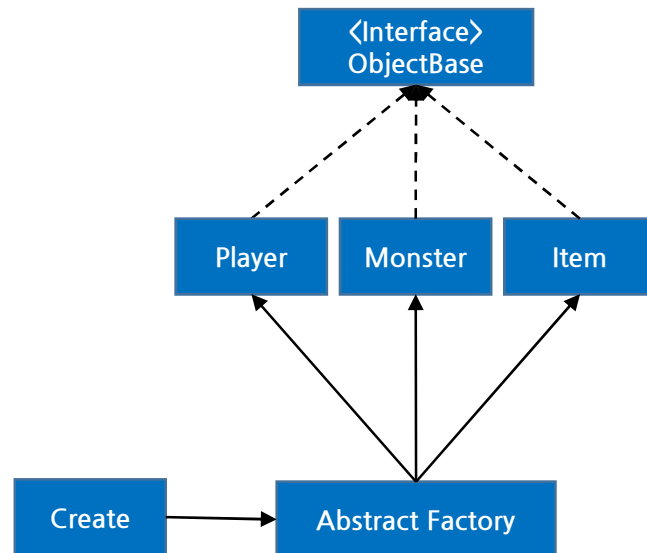 <Interface>
ObjectBase
Player
Monster
Item
Create
Abstract Factory